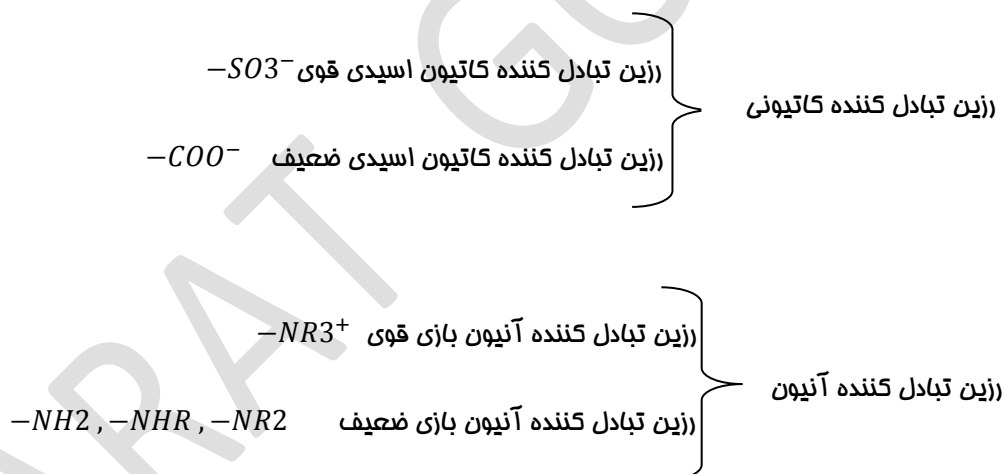 رزین تبادل کننده کاتیون اسیدی قوی −SO3⁻
رزین تبادل کننده کاتیونی
رزین تبادل کننده کاتیون اسیدی ضعیف −COO⁻
رزین تبادل کننده آنیون بازی قوی −NR3⁺
رزین تبادل کننده آنیون
رزین تبادل کننده آنیون بازی ضعیف −NH2 , −NHR , −NR2